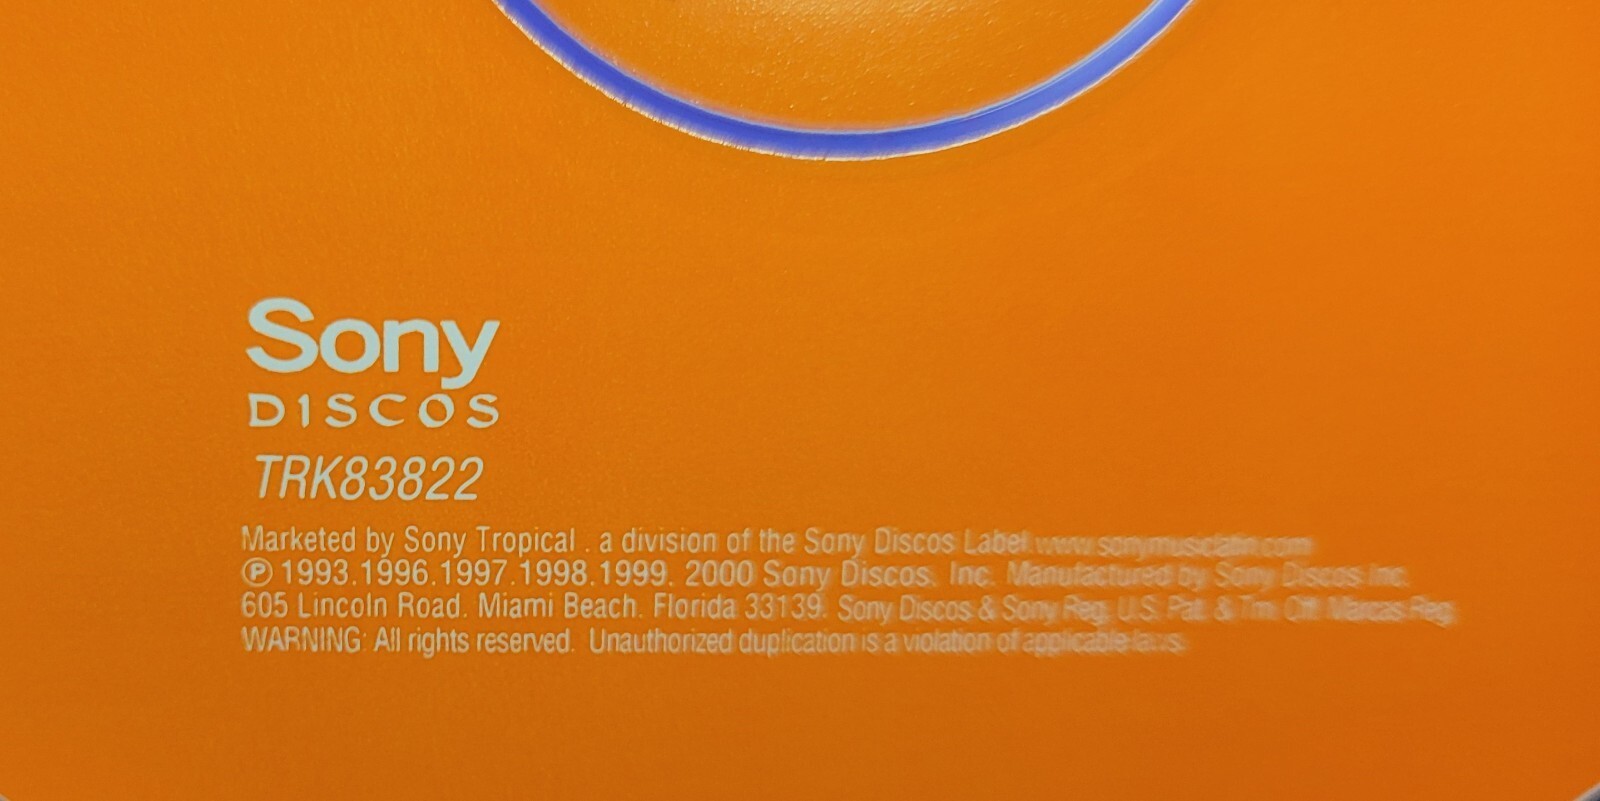 Sony
DISCOS
TRK83822
Marketed by Sony Tropical . a division of the Sony Discos Label www.sonymusiclatin.com
℗ 1993.1996.1997.1998.1999. 2000 Sony Discos. Inc. Manufactured by Sony Discos Inc.
605 Lincoln Road. Miami Beach. Florida 33139. Sony Discos & Sony Reg. U.S. Pat. & Tm. Off. Marcas Reg.
WARNING: All rights reserved. Unauthorized duplication is a violation of applicable laws.